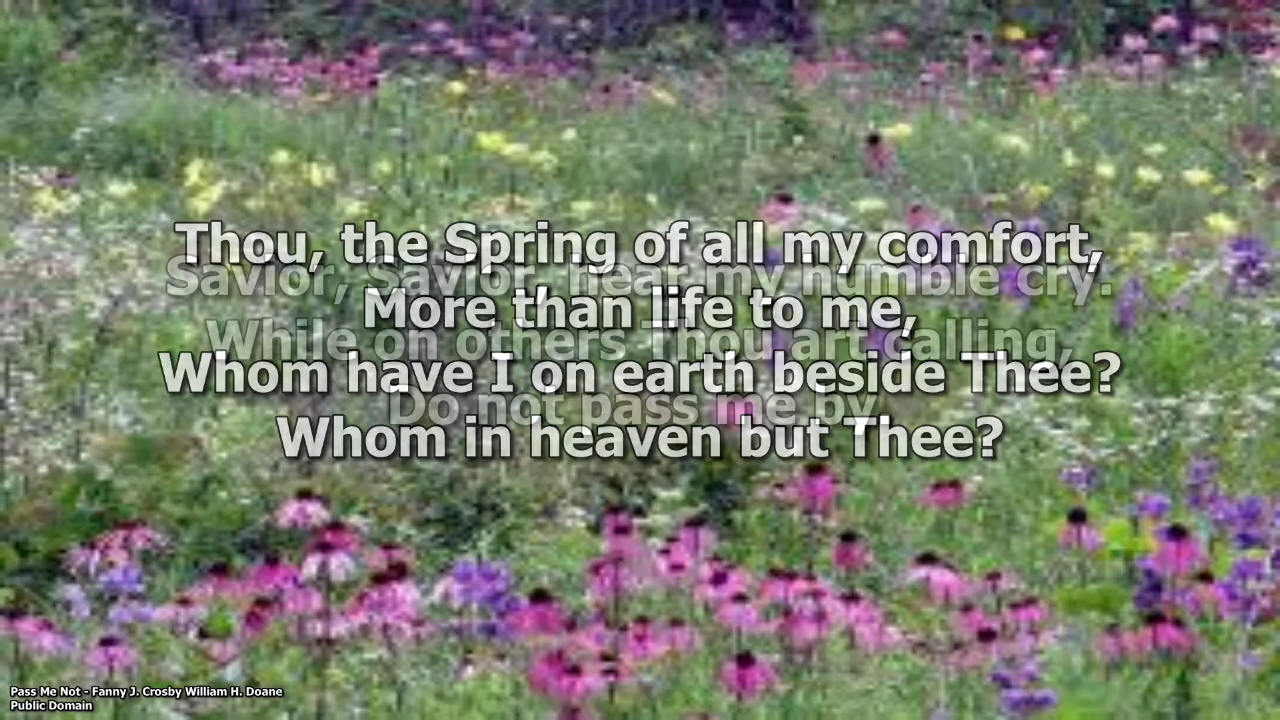 Thou, the Spring of all my comfort,
Savior, Savior, hear my humble cry.
More than life to me,
While on others Thou art calling,
Whom have I on earth beside Thee?
Do not pass me by.
Whom in heaven but Thee?
Pass Me Not - Fanny J. Crosby William H. Doane
Public Domain